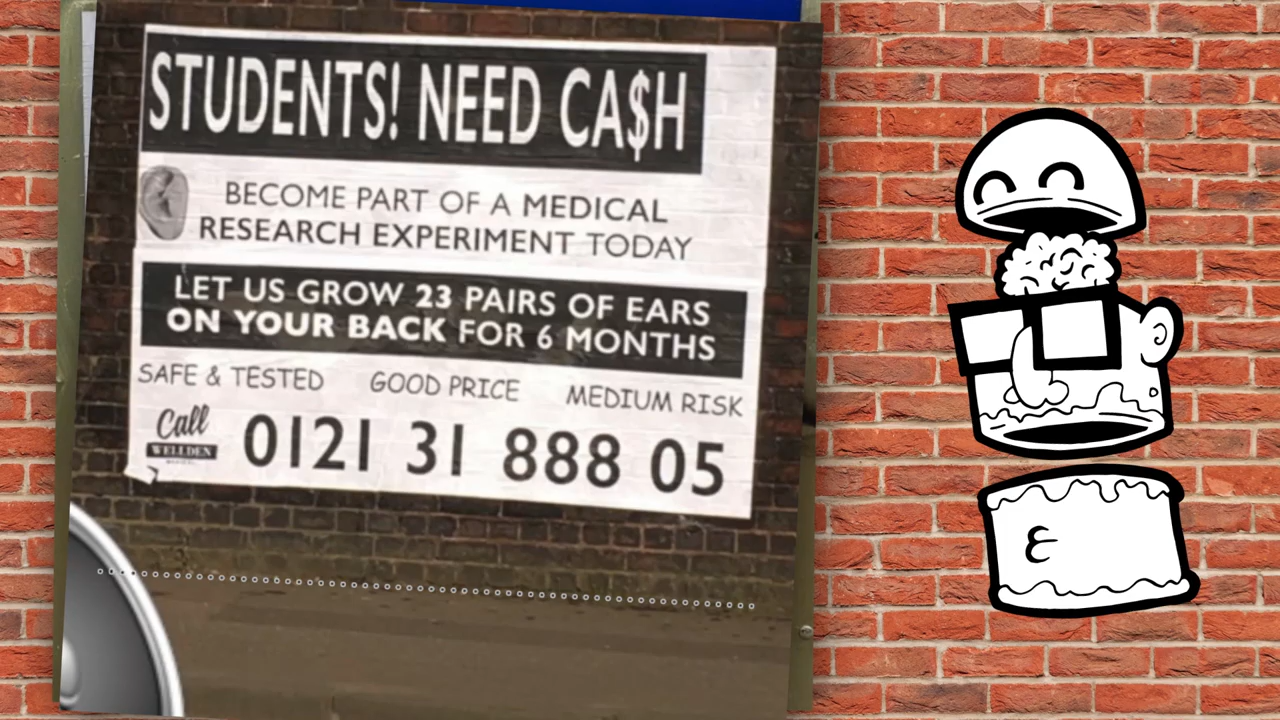 STUDENTS! NEED CA$H
BECOME PART OF A MEDICAL
RESEARCH EXPERIMENT TODAY
LET US GROW 23 PAIRS OF EARS
ON YOUR BACK FOR 6 MONTHS
SAFE & TESTED GOOD PRICE MEDIUM RISK
Call
WELLDEN
0121 31 888 05